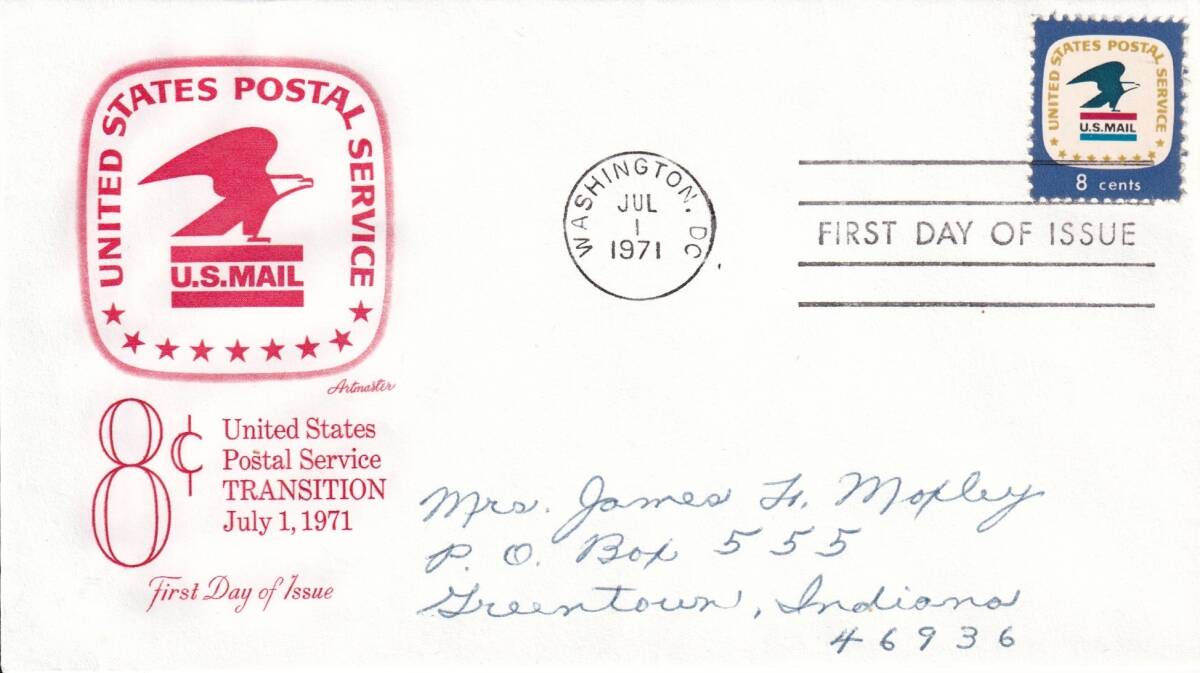 UNITED STATES POSTAL SERVICE
U.S.MAIL
Artmaster
8¢
United States
Postal Service
TRANSITION
July 1, 1971
First Day of Issue
WASHINGTON, DC
JUL
1
1971
FIRST DAY OF ISSUE
UNITED STATES POSTAL SERVICE
U.S.MAIL
8 cents
Mrs. James H. Moxley
P. O. Box 555
Greentown, Indiana
46936